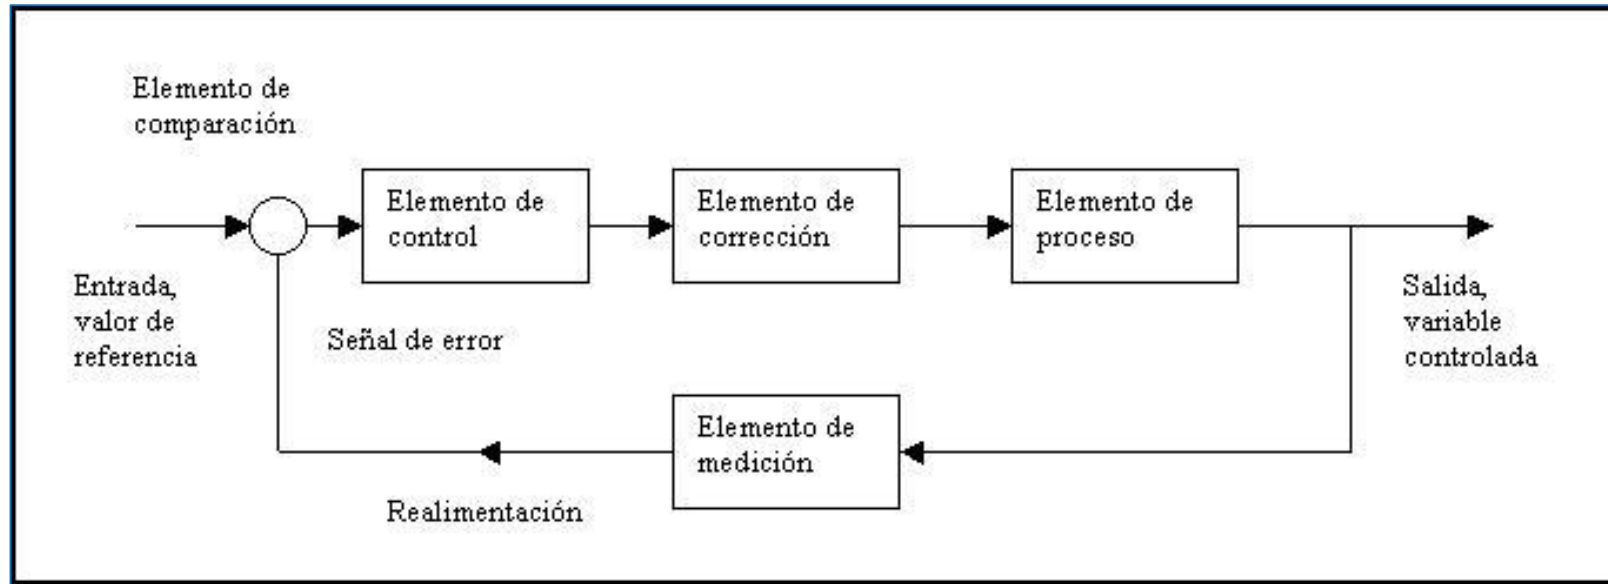 Elemento de
comparación
Elemento de
control
Elemento de
corrección
Elemento de
proceso
Entrada,
valor de
referencia
Señal de error
Salida,
variable
controlada
Elemento de
medición
Realimentación